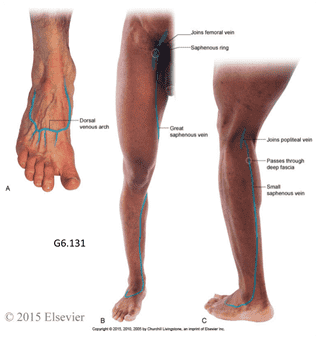 Joins femoral vein
Saphenous ring
Dorsal
venous arch
A
Great
saphenous vein
Joins popliteal vein
Passes through
deep fascia
Small
saphenous vein
G6.131
B
C
© 2015 Elsevier
Copyright © 2015, 2010, 2005 by Churchill Livingstone, an imprint of Elsevier Inc.